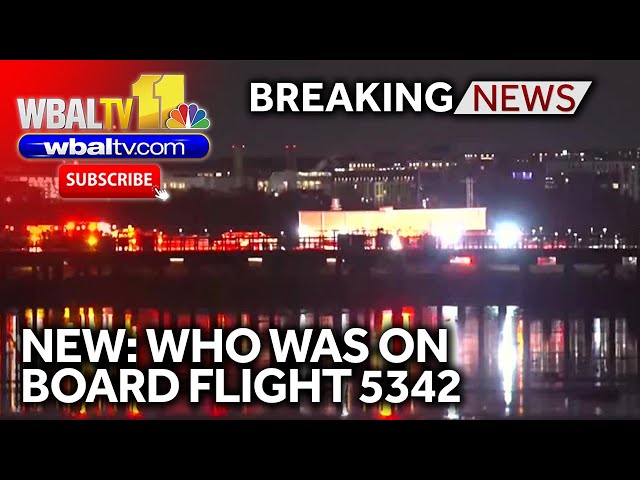 WBALTV 11
wbaltv.com
SUBSCRIBE
BREAKING NEWS
NEW: WHO WAS ON
BOARD FLIGHT 5342